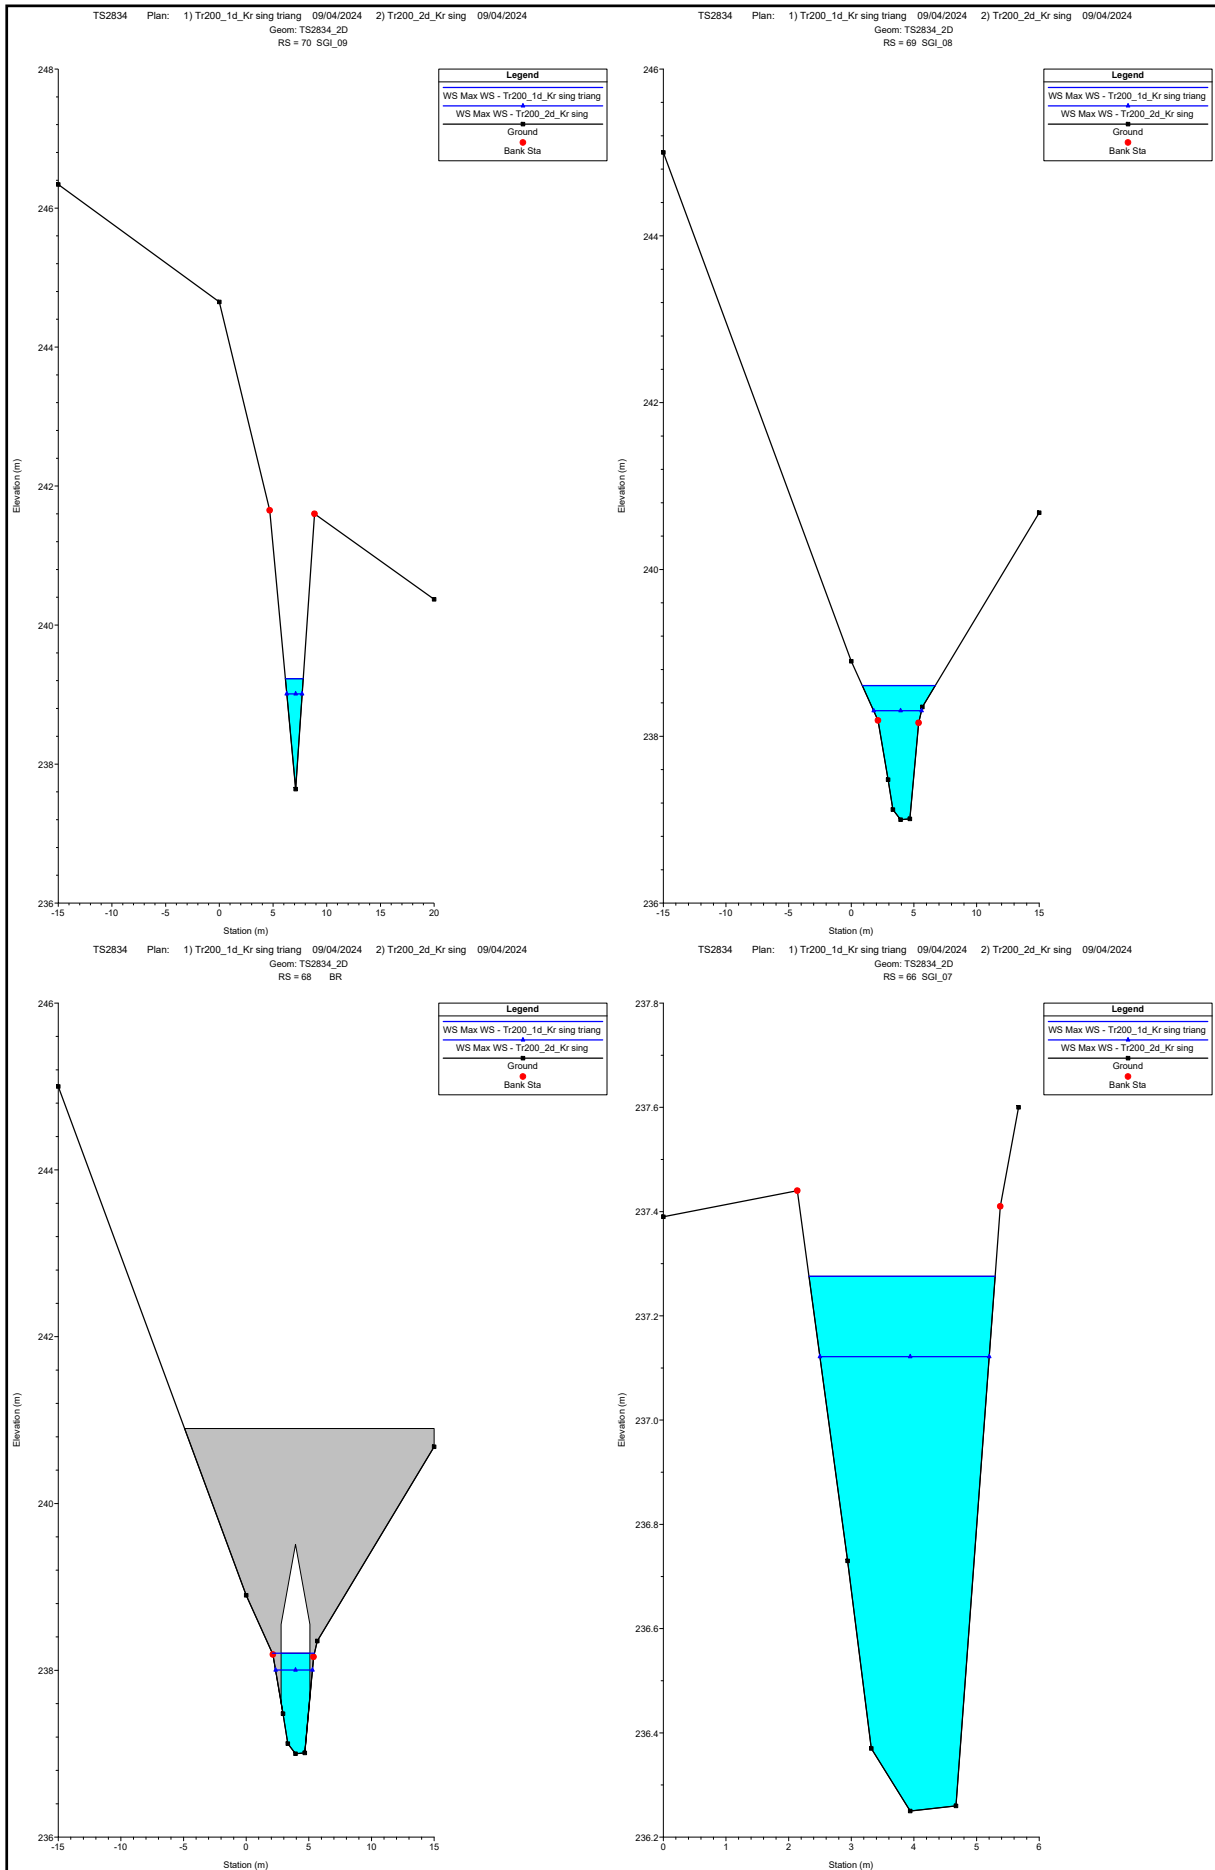 TS2834 Plan: 1) Tr200_1d_Kr sing triang 09/04/2024 2) Tr200_2d_Kr sing 09/04/2024
Geom: TS2834_2D
RS = 70 SGI_09
Legend
WS Max WS - Tr200_1d_Kr sing triang
WS Max WS - Tr200_2d_Kr sing
Ground
Bank Sta
248
246
244
242
240
238
236
-15
-10
-5
0
5
10
15
20
Elevation (m)
Station (m)
TS2834 Plan: 1) Tr200_1d_Kr sing triang 09/04/2024 2) Tr200_2d_Kr sing 09/04/2024
Geom: TS2834_2D
RS = 69 SGI_08
Legend
WS Max WS - Tr200_1d_Kr sing triang
WS Max WS - Tr200_2d_Kr sing
Ground
Bank Sta
246
244
242
240
238
236
-15
-10
-5
0
5
10
15
Elevation (m)
Station (m)
TS2834 Plan: 1) Tr200_1d_Kr sing triang 09/04/2024 2) Tr200_2d_Kr sing 09/04/2024
Geom: TS2834_2D
RS = 68 BR
Legend
WS Max WS - Tr200_1d_Kr sing triang
WS Max WS - Tr200_2d_Kr sing
Ground
Bank Sta
246
244
242
240
238
236
-15
-10
-5
0
5
10
15
Elevation (m)
Station (m)
TS2834 Plan: 1) Tr200_1d_Kr sing triang 09/04/2024 2) Tr200_2d_Kr sing 09/04/2024
Geom: TS2834_2D
RS = 66 SGI_07
Legend
WS Max WS - Tr200_1d_Kr sing triang
WS Max WS - Tr200_2d_Kr sing
Ground
Bank Sta
237.8
237.6
237.4
237.2
237.0
236.8
236.6
236.4
236.2
0
1
2
3
4
5
6
Elevation (m)
Station (m)